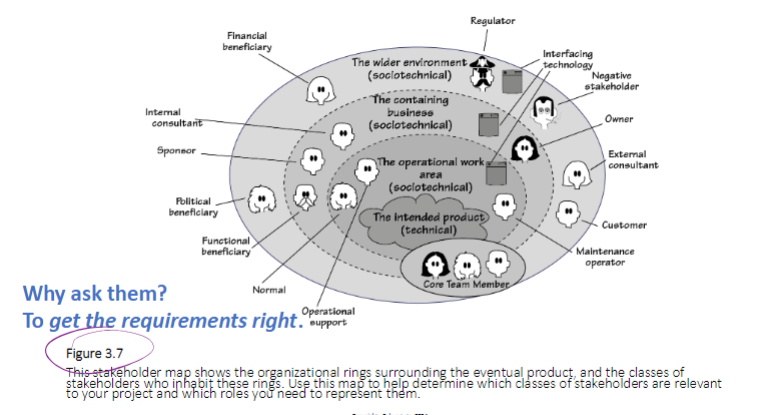 Regulator
Financial
beneficiary
The wider environment
(sociotechnical)
Interfacing
technology
Negative
stakeholder
The containing
business
(sociotechnical)
Internal
consultant
Owner
Sponsor
The operational work
area
(sociotechnical)
External
consultant
Political
beneficiary
The intended product
(technical)
Customer
Functional
beneficiary
Maintenance
operator
Normal
Core Team Member
Operational
support
Why ask them?
To get the requirements right.
Figure 3.7
This stakeholder map shows the organizational rings surrounding the eventual product, and the classes of
stakeholders who inhabit these rings. Use this map to help determine which classes of stakeholders are relevant
to your project and which roles you need to represent them.